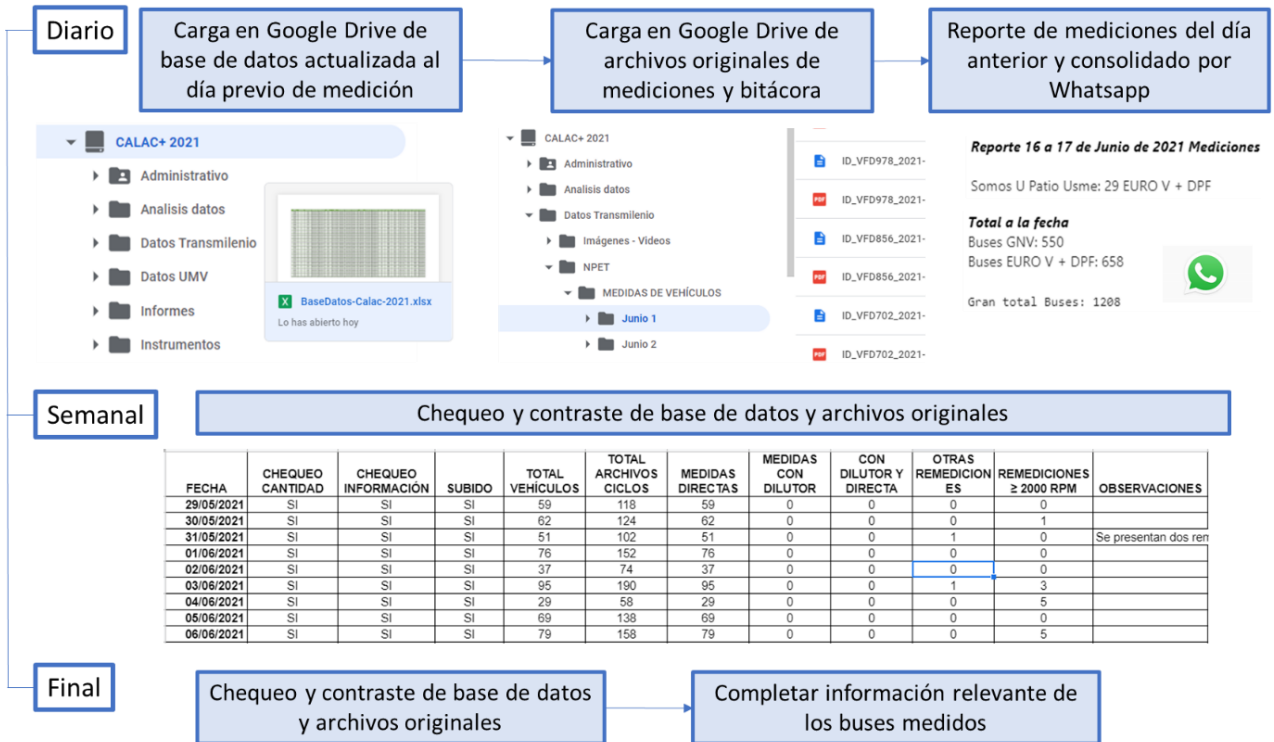 Diario
Carga en Google Drive de
base de datos actualizada al
día previo de medición
Carga en Google Drive de
archivos originales de
mediciones y bitácora
Reporte de mediciones del día
anterior y consolidado por
Whatsapp
CALAC+ 2021
Administrativo
Analisis datos
Datos Transmilenio
Datos UMV
Informes
Instrumentos
BaseDatos-Calac-2021.xlsx
Lo has abierto hoy
CALAC+ 2021
Administrativo
Analisis datos
Datos Transmilenio
Imágenes - Videos
NPET
MEDIDAS DE VEHÍCULOS
Junio 1
Junio 2
ID_VFD978_2021-
PDF ID_VFD978_2021-
ID_VFD856_2021-
PDF ID_VFD856_2021-
ID_VFD702_2021-
PDF ID_VFD702_2021-
Reporte 16 a 17 de Junio de 2021 Mediciones
Somos U Patio Usme: 29 EURO V + DPF
Total a la fecha
Buses GNV: 550
Buses EURO V + DPF: 658
Gran total Buses: 1208
Semanal
Chequeo y contraste de base de datos y archivos originales
FECHA CHEQUEO CANTIDAD CHEQUEO INFORMACIÓN SUBIDO TOTAL VEHÍCULOS TOTAL ARCHIVOS CICLOS MEDIDAS DIRECTAS MEDIDAS CON DILUTOR CON DILUTOR Y DIRECTA OTRAS REMEDICION ES REMEDICIONES ≥ 2000 RPM OBSERVACIONES
29/05/2021 SI SI SI 59 118 59 0 0 0 0
30/05/2021 SI SI SI 62 124 62 0 0 0 1
31/05/2021 SI SI SI 51 102 51 0 0 1 0 Se presentan dos rem
01/06/2021 SI SI SI 76 152 76 0 0 0 0
02/06/2021 SI SI SI 37 74 37 0 0 0 0
03/06/2021 SI SI SI 95 190 95 0 0 1 3
04/06/2021 SI SI SI 29 58 29 0 0 0 5
05/06/2021 SI SI SI 69 138 69 0 0 0 0
06/06/2021 SI SI SI 79 158 79 0 0 0 5
Final
Chequeo y contraste de base de datos
y archivos originales
Completar información relevante de
los buses medidos